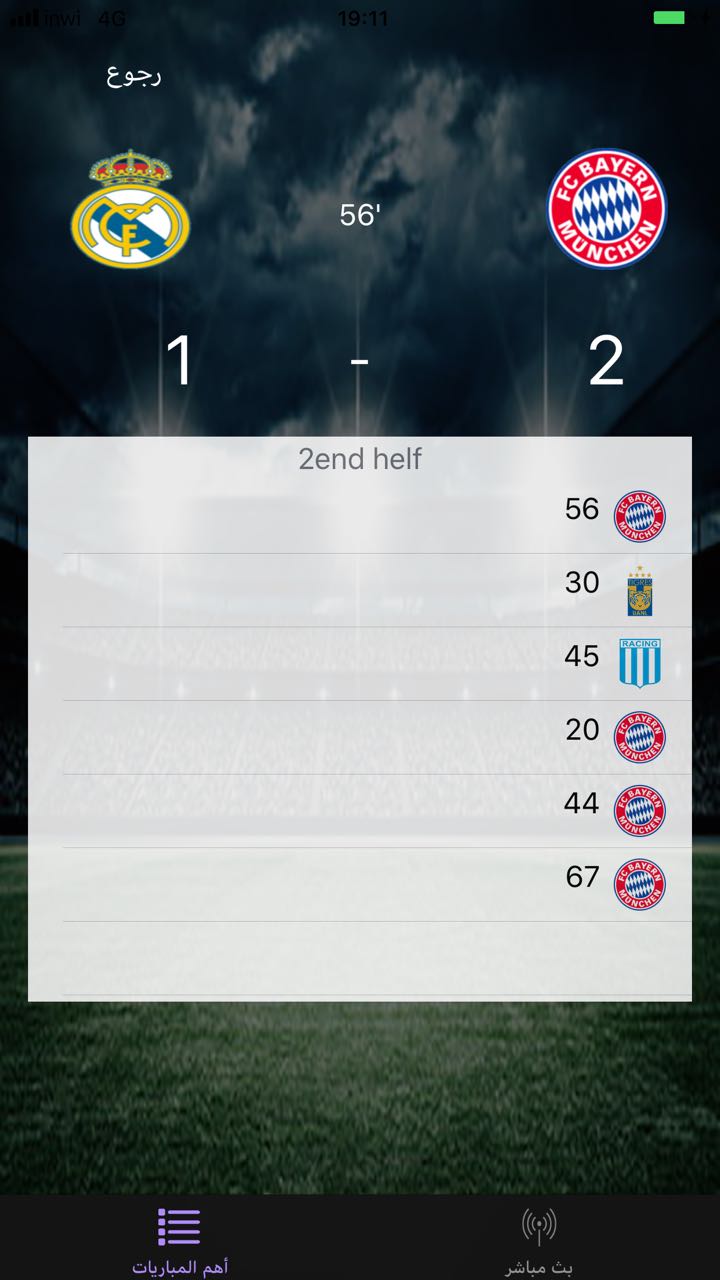 inwi 4G 19:11
رجوع
56'
FC BAYERN
MÜNCHEN
1 - 2
2end helf
56 FC BAYERN MÜNCHEN
30 TIGRES UANL
45 RACING
20 FC BAYERN MÜNCHEN
44 FC BAYERN MÜNCHEN
67 FC BAYERN MÜNCHEN
أهم المباريات
بث مباشر